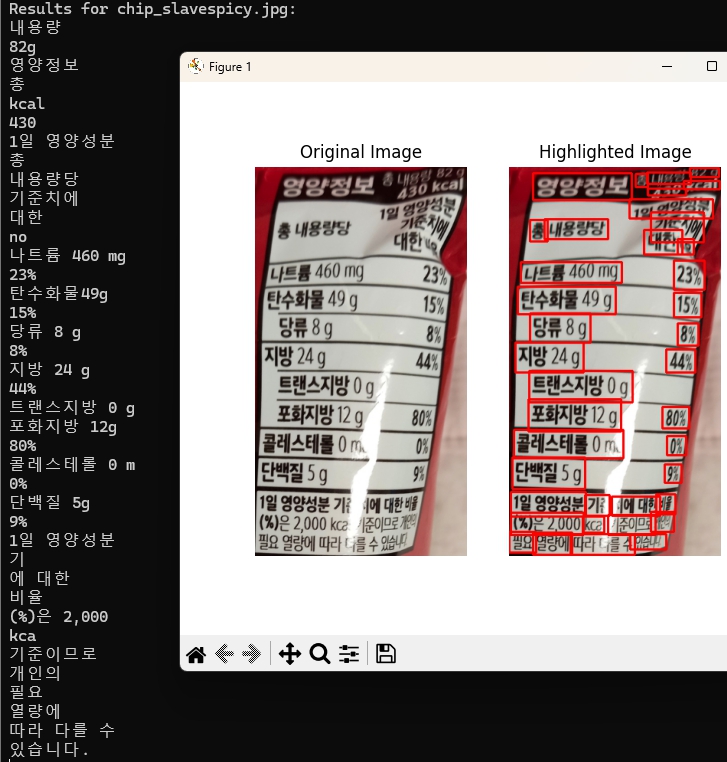 Results for chip_slavespicy.jpg:
내용량
82g
영양정보
총
kcal
430
1일 영양성분
총
내용량당
기준치에
대한
no
나트륨 460 mg
23%
탄수화물49g
15%
당류 8 g
8%
지방 24 g
44%
트랜스지방 0 g
포화지방 12g
80%
콜레스테롤 0 m
0%
단백질 5g
9%
1일 영양성분
기
에 대한
비율
(%)은 2,000
kca
기준이므로
개인의
필요
열량에
따라 다를 수
있습니다.
Figure 1
Original Image
영양정보 총 내용량 82 g
430 kcal
총 내용량당 1일 영양성분
기준치에
대한
나트륨 460 mg 23%
탄수화물 49 g 15%
당류 8 g 8%
지방 24 g 44%
트랜스지방 0 g
포화지방 12 g 80%
콜레스테롤 0 m 0%
단백질 5 g 9%
1일 영양성분 기준치에 대한 비율
(%)은 2,000 kca 기준이므로 개인의
필요 열량에 따라 다를 수 있습니다
Highlighted Image
영양정보 총 내용량 82 g
430 kcal
총 내용량당 1일 영양성분
기준치에
대한
나트륨 460 mg 23%
탄수화물 49 g 15%
당류 8 g 8%
지방 24 g 44%
트랜스지방 0 g
포화지방 12 g 80%
콜레스테롤 0 m 0%
단백질 5 g 9%
1일 영양성분 기 치에 대한 비율
(%)은 2,000 kca 기준이므로 개인의
필요 열량에 따라 다를 수 있습니다